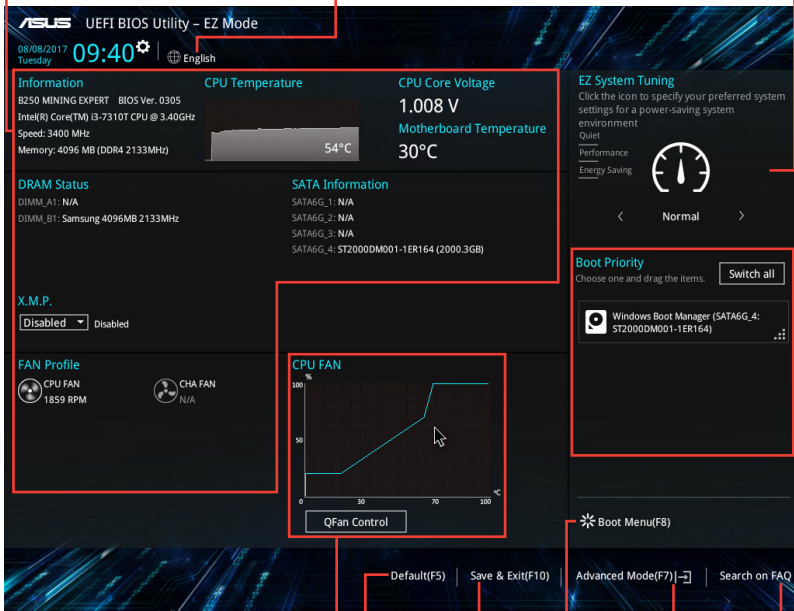 ASUS UEFI BIOS Utility – EZ Mode
08/08/2017
Tuesday
09:40
English
Information
B250 MINING EXPERT BIOS Ver. 0305
Intel(R) Core(TM) i3-7310T CPU @ 3.40GHz
Speed: 3400 MHz
Memory: 4096 MB (DDR4 2133MHz)
CPU Temperature
54°C
CPU Core Voltage
1.008 V
Motherboard Temperature
30°C
EZ System Tuning
Click the icon to specify your preferred system
settings for a power-saving system
environment
Quiet
Performance
Energy Saving
< Normal >
DRAM Status
DIMM_A1: N/A
DIMM_B1: Samsung 4096MB 2133MHz
SATA Information
SATA6G_1: N/A
SATA6G_2: N/A
SATA6G_3: N/A
SATA6G_4: ST2000DM001-1ER164 (2000.3GB)
Boot Priority
Choose one and drag the items.
Switch all
Windows Boot Manager (SATA6G_4:
ST2000DM001-1ER164)
X.M.P.
Disabled Disabled
FAN Profile
CPU FAN
1859 RPM
CHA FAN
N/A
CPU FAN
%
100
50
0 30 70 100
°C
QFan Control
Boot Menu(F8)
Default(F5) Save & Exit(F10) Advanced Mode(F7) Search on FAQ